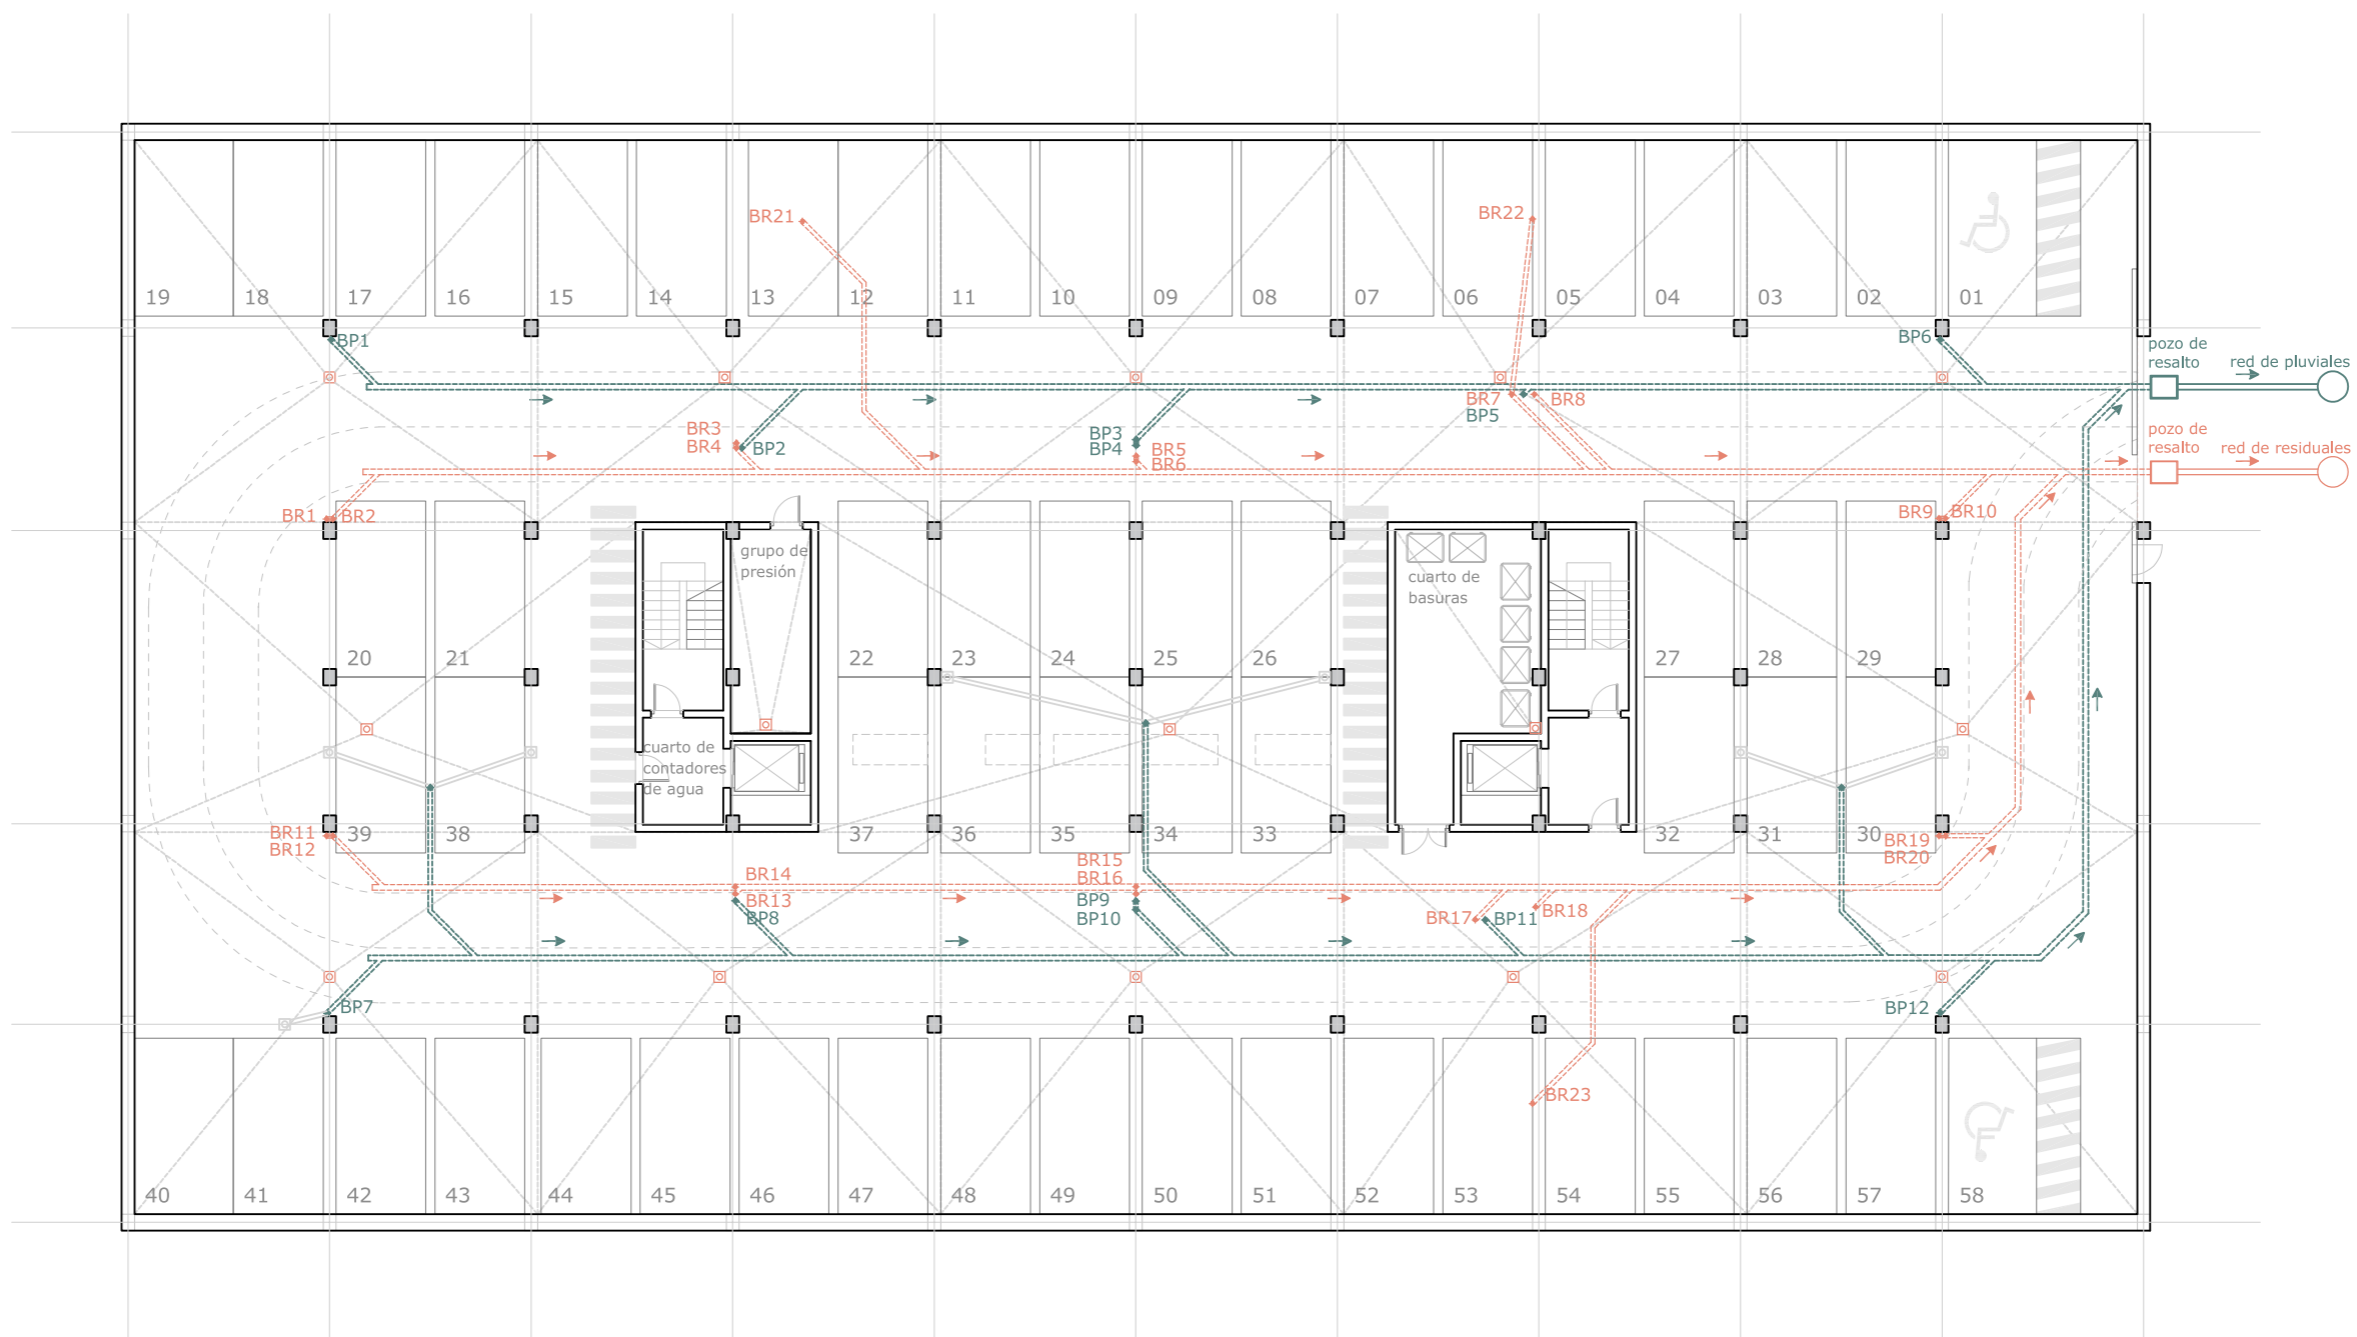 BR21
BR22
19
18
17
16
15
14
13
12
11
10
09
08
07
06
05
04
03
02
01
BP1
BP6
pozo de
resalto
red de pluviales
BR7
BP5
BR8
BR3
BR4
BP2
BP3
BP4
BR5
BR6
pozo de
resalto
red de residuales
BR1
BR2
BR9
BR10
grupo de
presión
cuarto de
basuras
20
21
22
23
24
25
26
27
28
29
cuarto de
contadores
de agua
BR11
BR12
39
38
37
36
35
34
33
32
31
30
BR19
BR20
BR14
BR13
BP8
BR15
BR16
BP9
BP10
BR17
BP11
BR18
BP7
BP12
BR23
40
41
42
43
44
45
46
47
48
49
50
51
52
53
54
55
56
57
58